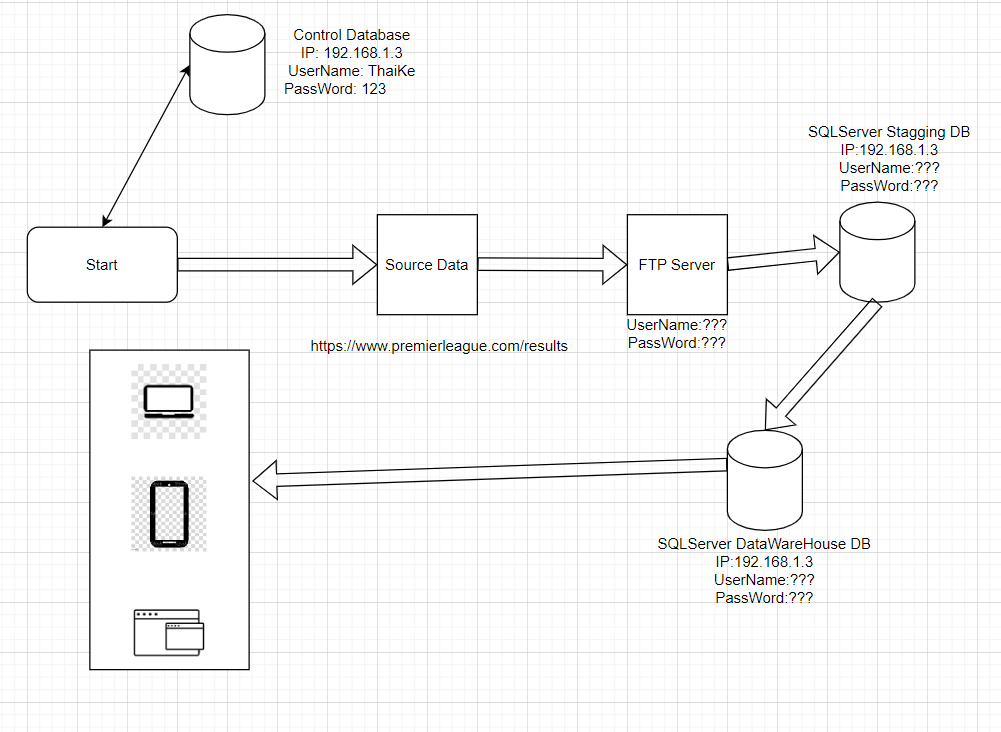 Control Database
IP: 192.168.1.3
UserName: ThaiKe
PassWord: 123
SQLServer Stagging DB
IP:192.168.1.3
UserName:???
PassWord:???
Start
Source Data
FTP Server
UserName:???
PassWord:???
https://www.premierleague.com/results
SQLServer DataWareHouse DB
IP:192.168.1.3
UserName:???
PassWord:???